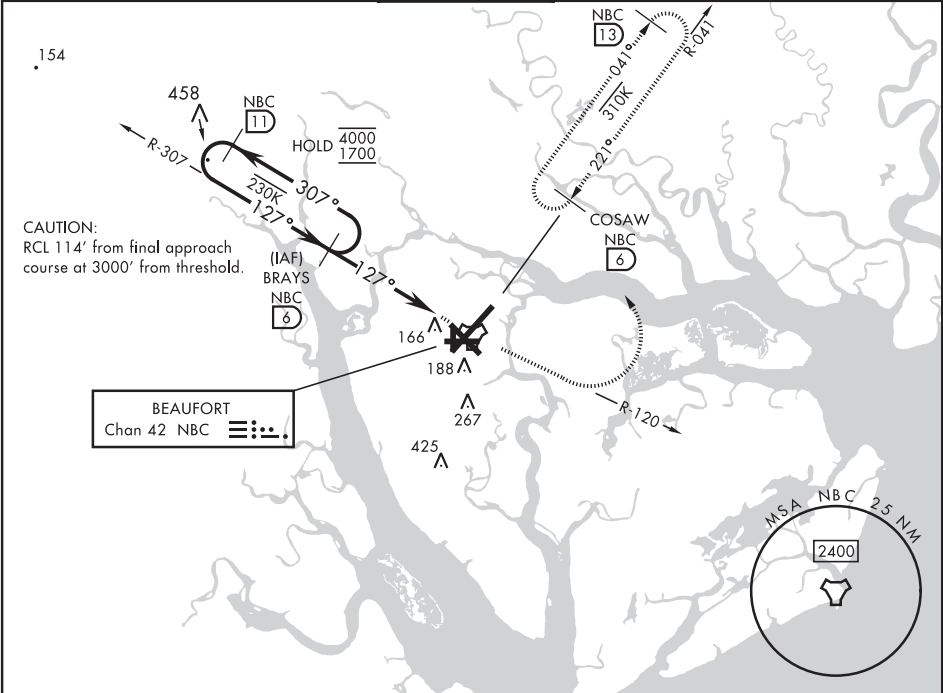 154
458
NBC
11
R-307
HOLD 4000
1700
230K
307°
127°
127°
(IAF)
BRAYS
NBC
6
CAUTION:
RCL 114' from final approach
course at 3000' from threshold.
NBC
13
R-041
041°
310K
221°
COSAW
NBC
6
166
188
267
425
R-120
BEAUFORT
Chan 42 NBC
MSA NBC 25 NM
2400